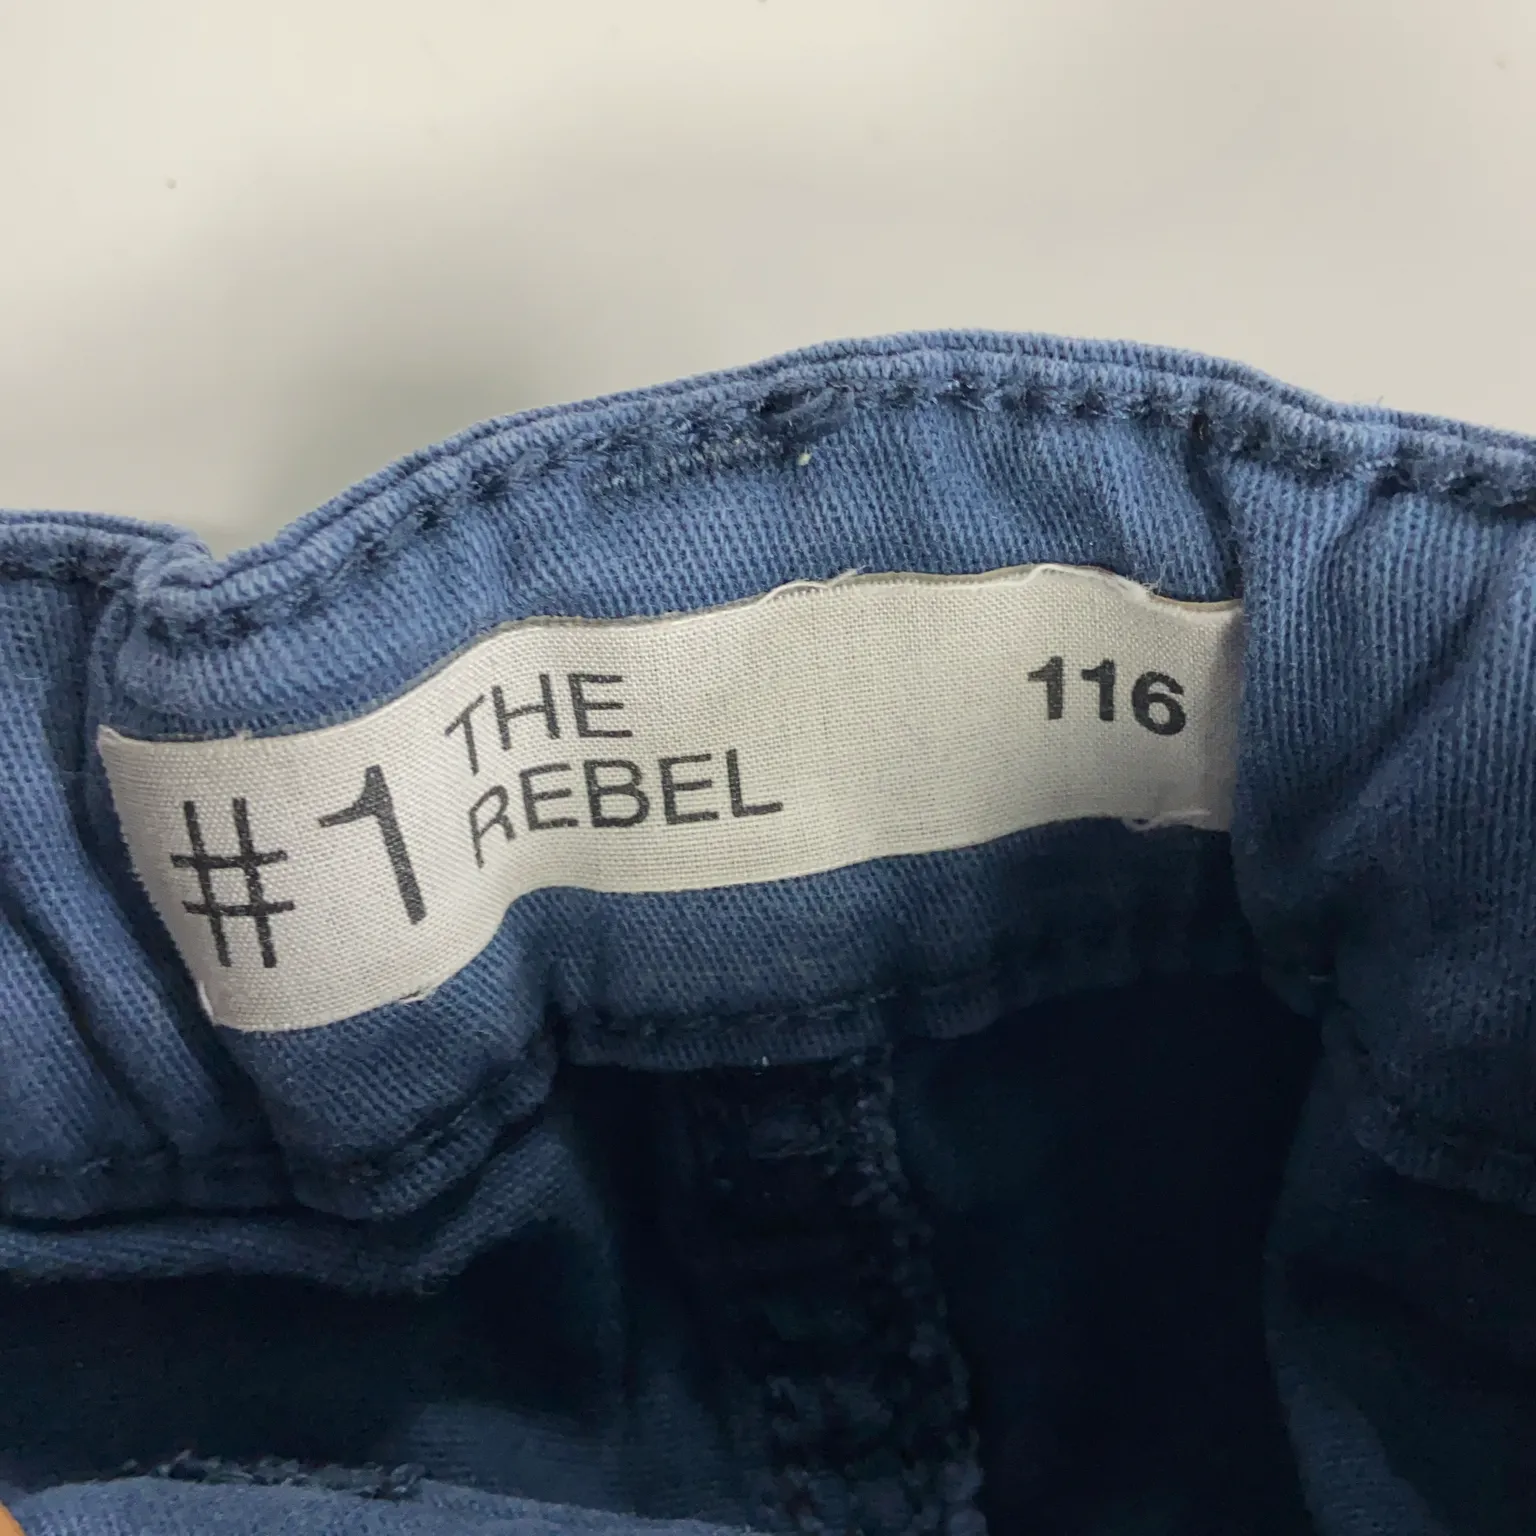 #1 THE
REBEL
116